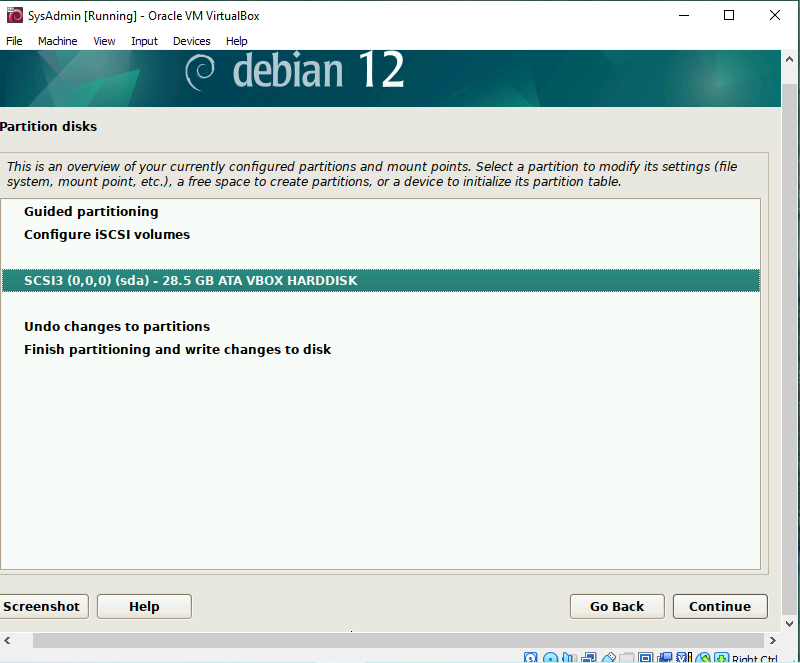 SysAdmin [Running] - Oracle VM VirtualBox
File Machine View Input Devices Help
debian 12
Partition disks
This is an overview of your currently configured partitions and mount points. Select a partition to modify its settings (file
system, mount point, etc.), a free space to create partitions, or a device to initialize its partition table.
Guided partitioning
Configure iSCSI volumes
SCSI3 (0,0,0) (sda) - 28.5 GB ATA VBOX HARDDISK
Undo changes to partitions
Finish partitioning and write changes to disk
Screenshot Help Go Back Continue
Right Ctrl